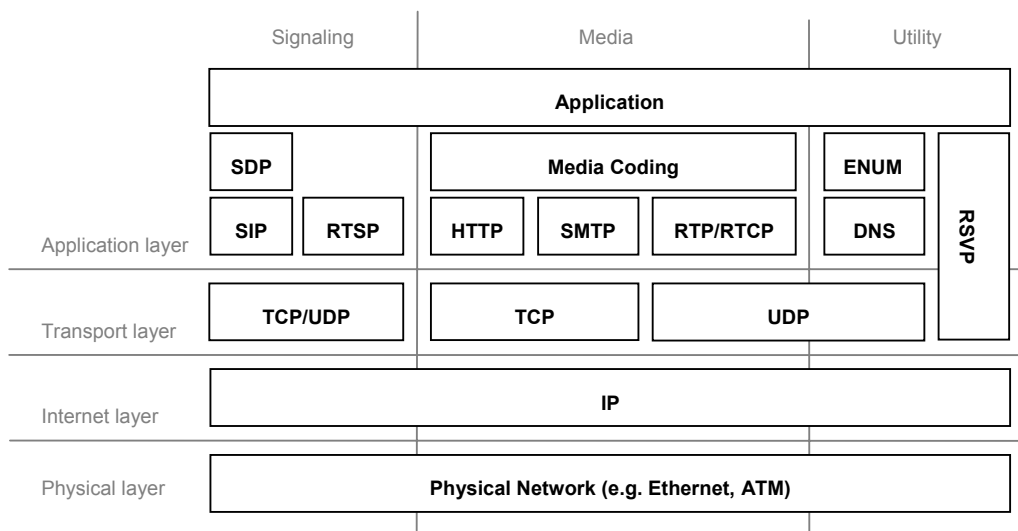 Signaling
Media
Utility
Application
SDP
Media Coding
ENUM
SIP
RTSP
HTTP
SMTP
RTP/RTCP
DNS
RSVP
Application layer
TCP/UDP
TCP
UDP
Transport layer
IP
Internet layer
Physical layer
Physical Network (e.g. Ethernet, ATM)